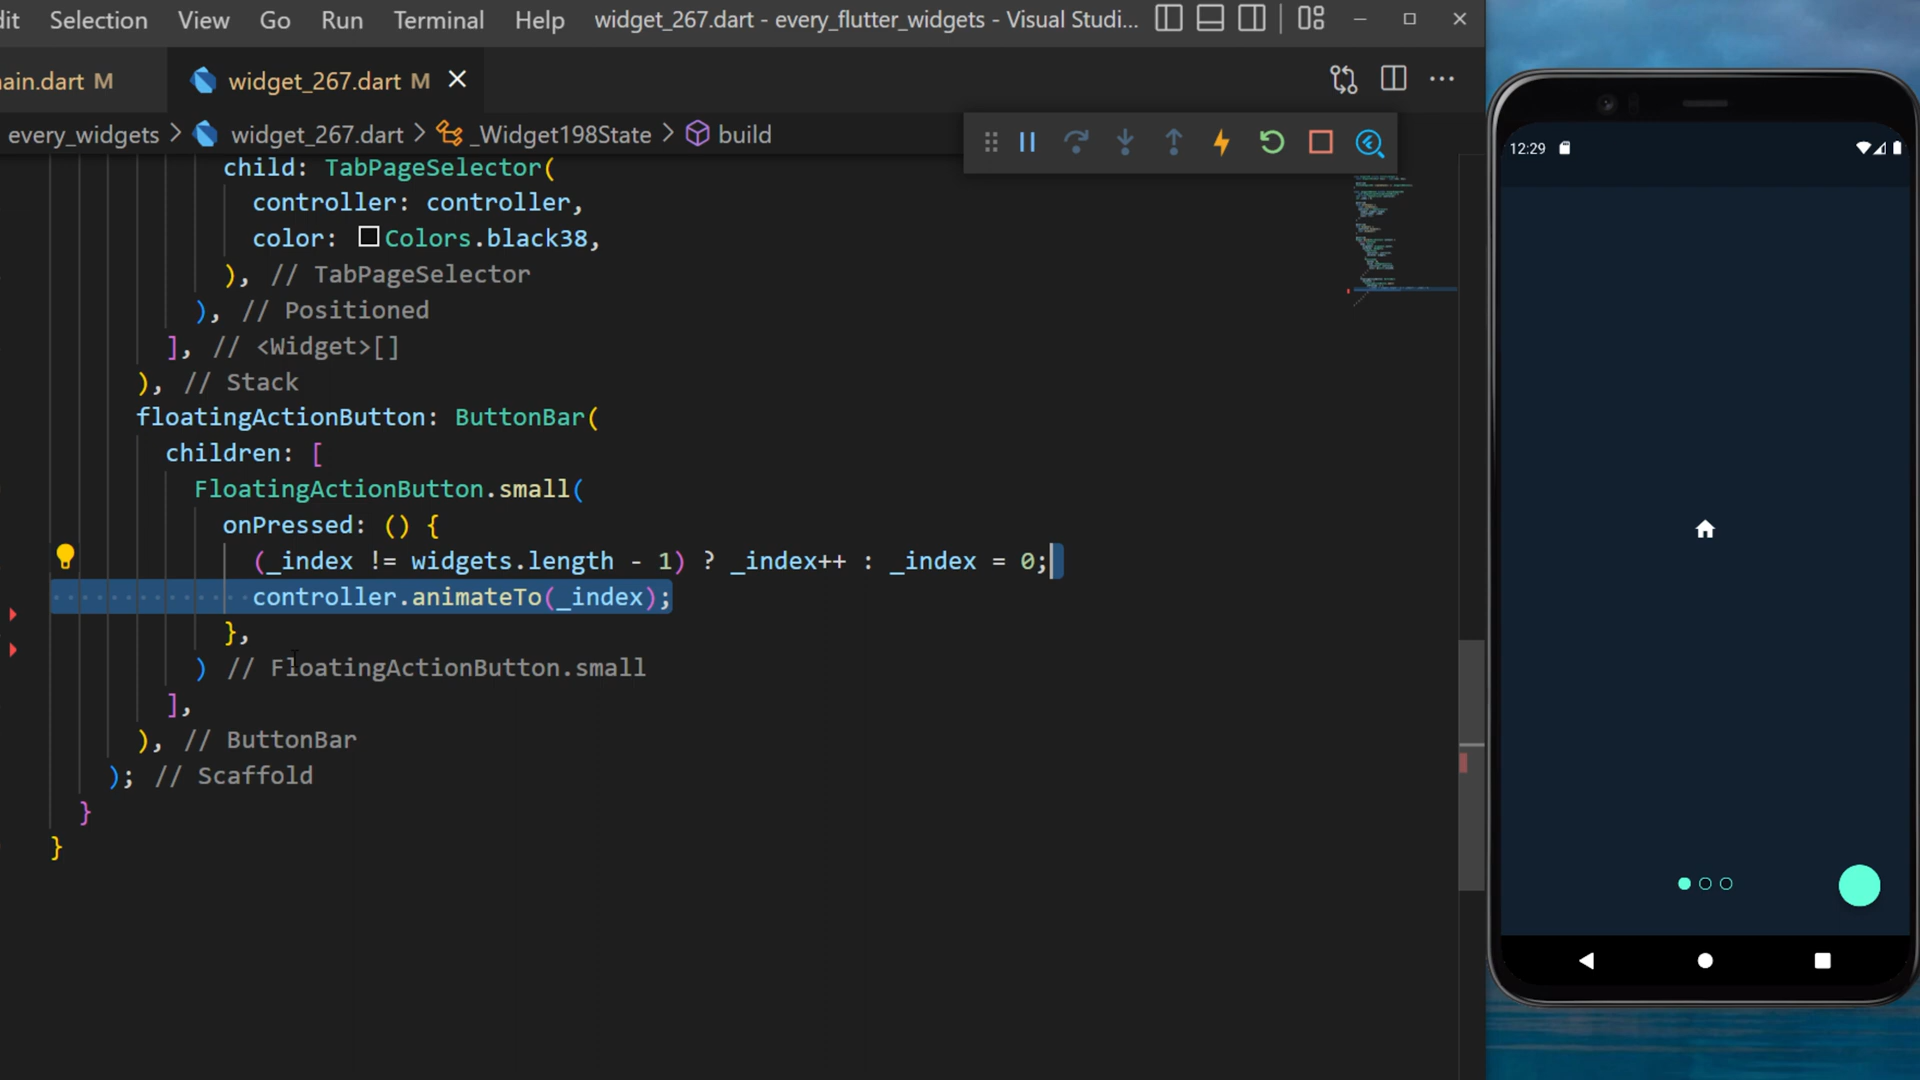 dit Selection View Go Run Terminal Help widget_267.dart - every_flutter_widgets - Visual Studi...
ain.dart M widget_267.dart M
every_widgets > widget_267.dart > _Widget198State > build
child: TabPageSelector(
controller: controller,
color: Colors.black38,
), // TabPageSelector
), // Positioned
], // <Widget>[]
), // Stack
floatingActionButton: ButtonBar(
children: [
FloatingActionButton.small(
onPressed: () {
(_index != widgets.length - 1) ? _index++ : _index = 0;
controller.animateTo(_index);
},
) // FloatingActionButton.small
],
), // ButtonBar
); // Scaffold
}
}
12:29